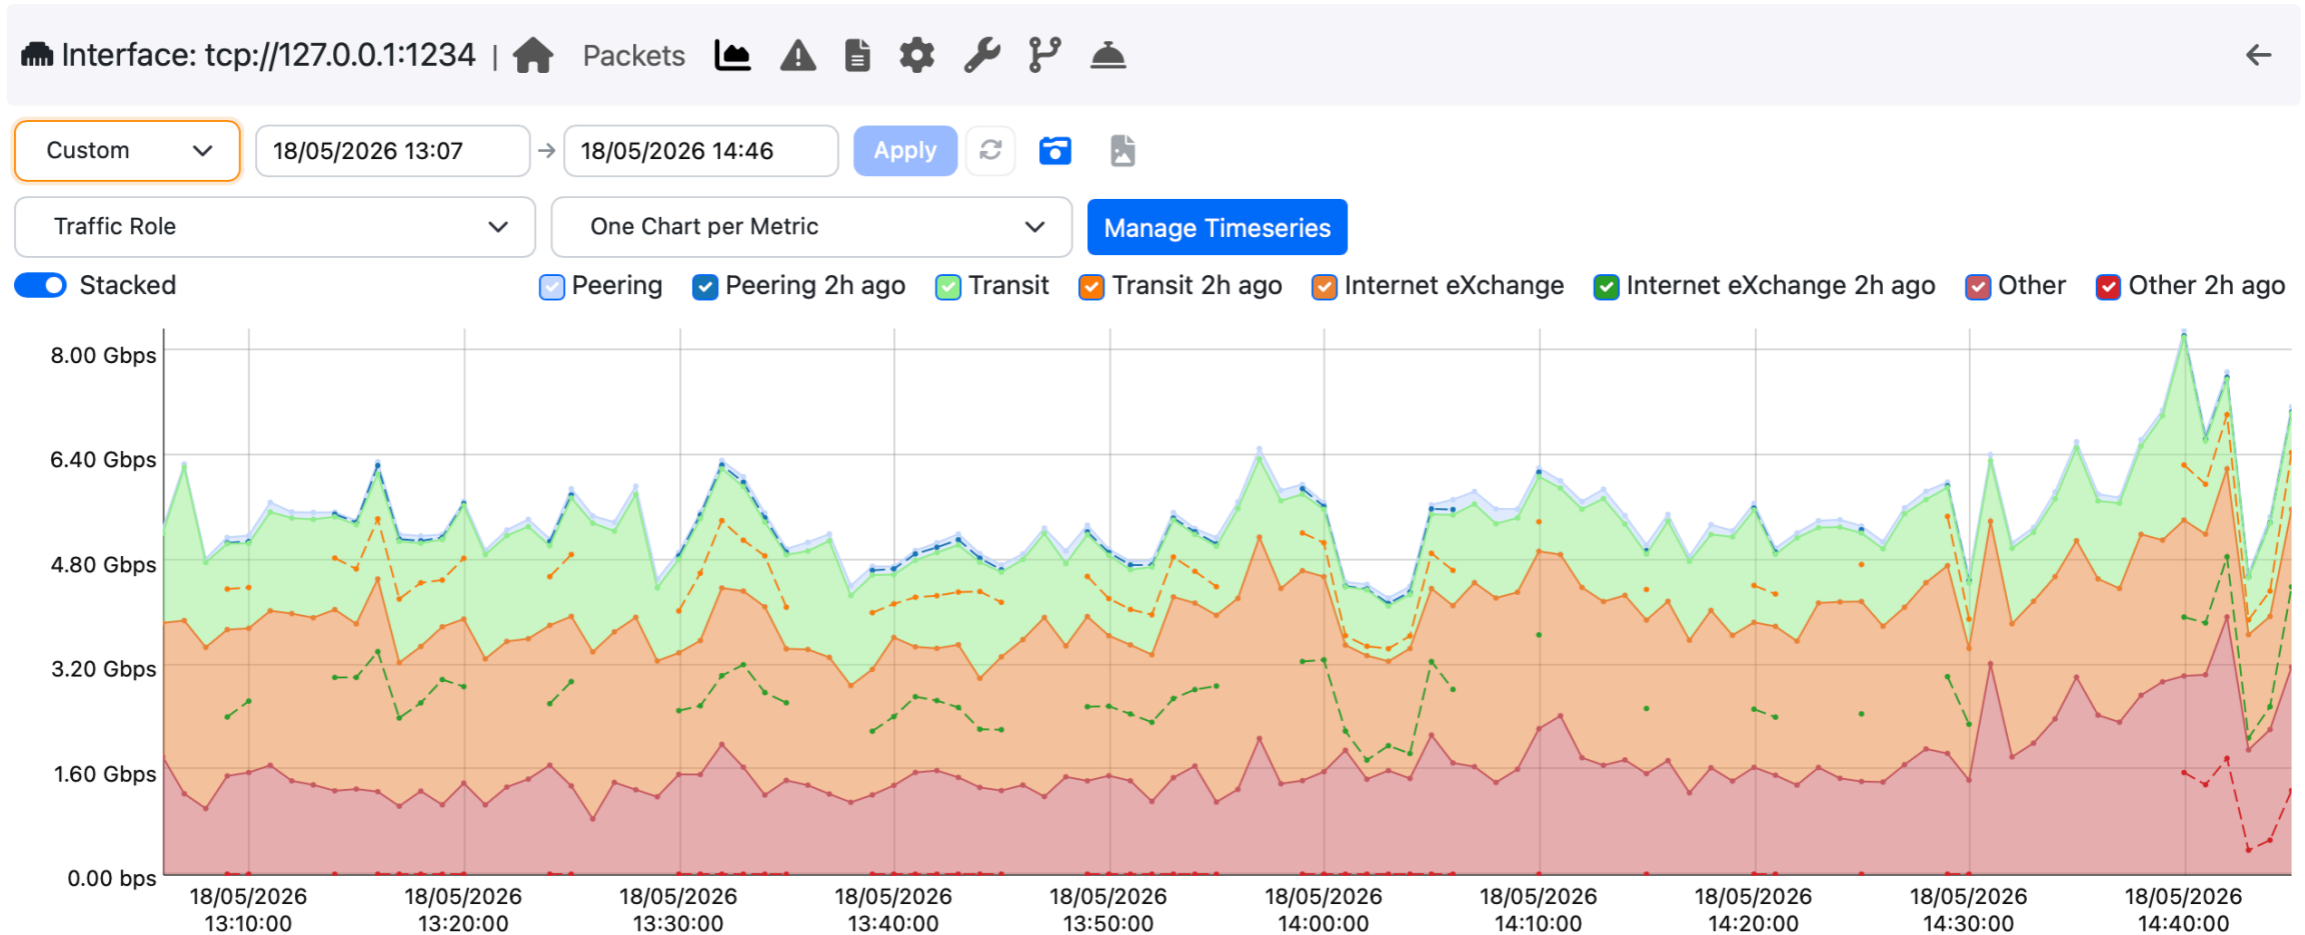 Interface: tcp://127.0.0.1:1234 | Packets
Custom 18/05/2026 13:07 → 18/05/2026 14:46 Apply
Traffic Role One Chart per Metric Manage Timeseries
Stacked Peering Peering 2h ago Transit Transit 2h ago Internet eXchange Internet eXchange 2h ago Other Other 2h ago
8.00 Gbps
6.40 Gbps
4.80 Gbps
3.20 Gbps
1.60 Gbps
0.00 bps
18/05/2026 18/05/2026 18/05/2026 18/05/2026 18/05/2026 18/05/2026 18/05/2026 18/05/2026 18/05/2026 18/05/2026
13:10:00 13:20:00 13:30:00 13:40:00 13:50:00 14:00:00 14:10:00 14:20:00 14:30:00 14:40:00